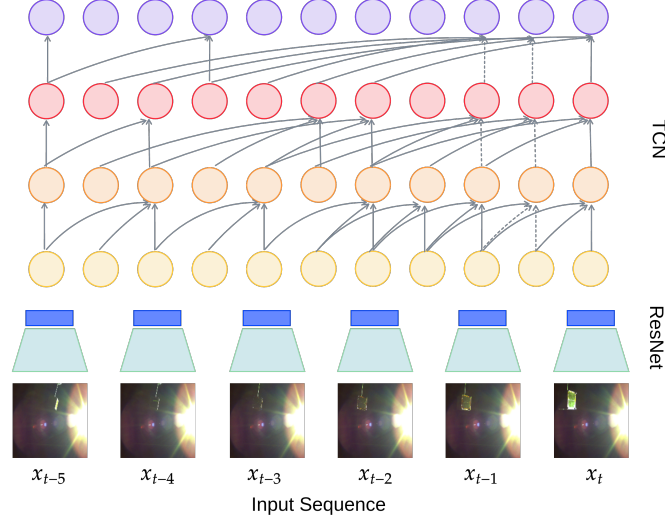 TCN
ResNet
x_{t−5} x_{t−4} x_{t−3} x_{t−2} x_{t−1} x_t
Input Sequence